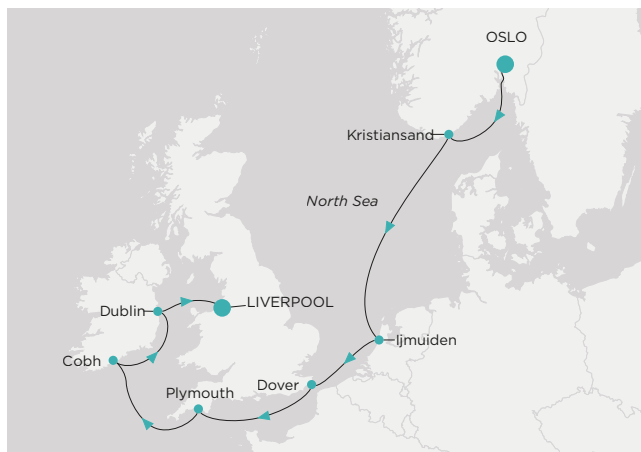 OSLO
Kristiansand
North Sea
Dublin
LIVERPOOL
Ijmuiden
Cobh
Dover
Plymouth